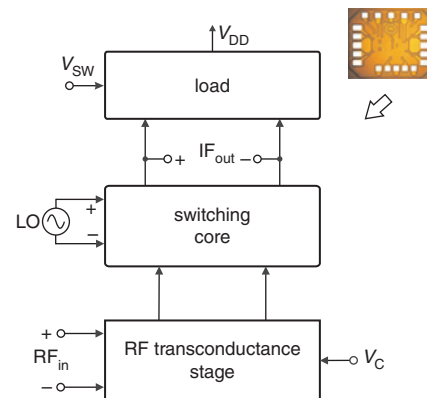 V_DD
V_SW
load
+ IF_out −
LO
+
−
switching
core
+
RF_in
−
RF transconductance
stage
V_C